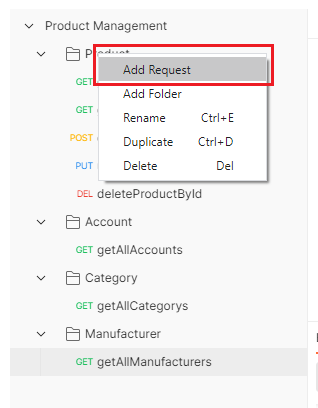 Product Management
Product
GET
Add Request
GET
Add Folder
POST
Rename Ctrl+E
PUT
Duplicate Ctrl+D
Delete Del
DEL deleteProductById
Account
GET getAllAccounts
Category
GET getAllCategorys
Manufacturer
GET getAllManufacturers